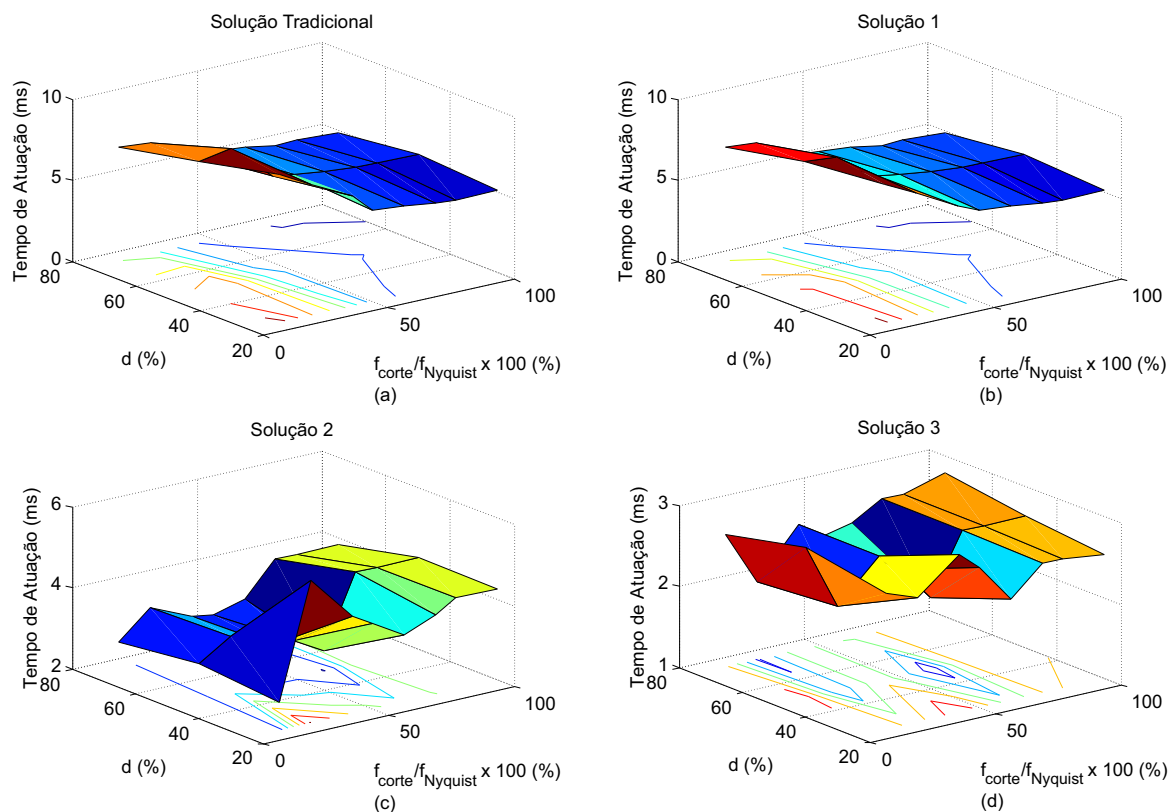 Solução Tradicional
10
5
0
Tempo de Atuação (ms)
80
60
40
20
d (%)
0
50
100
f_corte/f_Nyquist x 100 (%)
(a)
Solução 1
10
5
0
Tempo de Atuação (ms)
80
60
40
20
d (%)
0
50
100
f_corte/f_Nyquist x 100 (%)
(b)
Solução 2
6
4
2
Tempo de Atuação (ms)
80
60
40
20
d (%)
0
50
100
f_corte/f_Nyquist x 100 (%)
(c)
Solução 3
3
2
1
Tempo de Atuação (ms)
80
60
40
20
d (%)
0
50
100
f_corte/f_Nyquist x 100 (%)
(d)